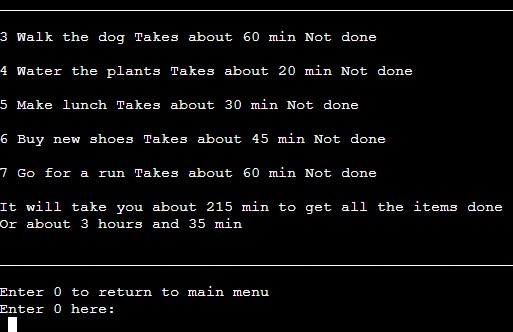 3 Walk the dog Takes about 60 min Not done
4 Water the plants Takes about 20 min Not done
5 Make lunch Takes about 30 min Not done
6 Buy new shoes Takes about 45 min Not done
7 Go for a run Takes about 60 min Not done
It will take you about 215 min to get all the items done
Or about 3 hours and 35 min
Enter 0 to return to main menu
Enter 0 here: